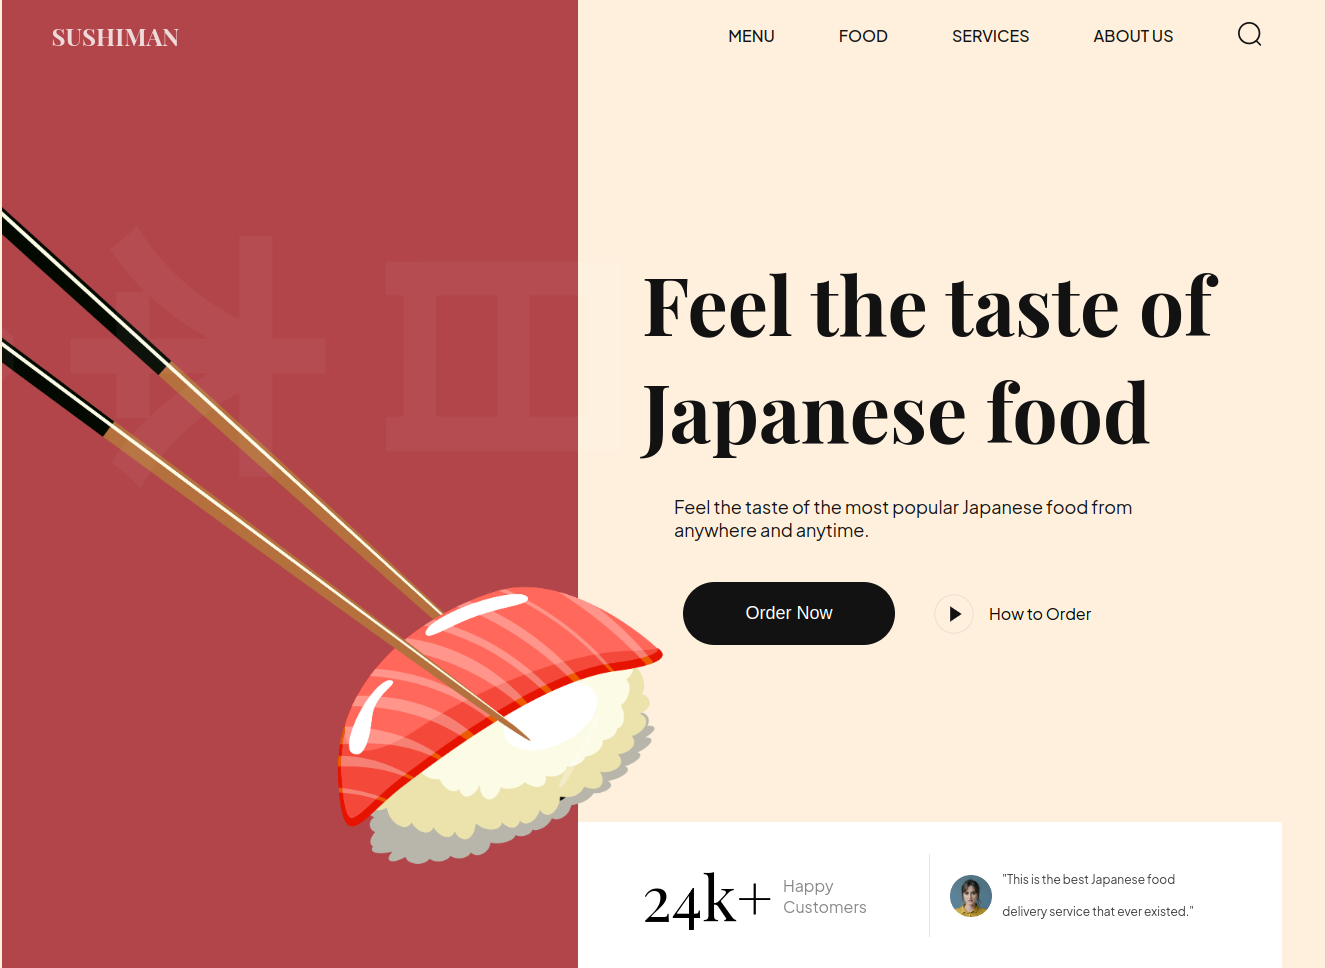 SUSHIMAN
MENU FOOD SERVICES ABOUT US
Feel the taste of
Japanese food
Feel the taste of the most popular Japanese food from
anywhere and anytime.
Order Now
How to Order
24k+
Happy
Customers
"This is the best Japanese food
delivery service that ever existed."